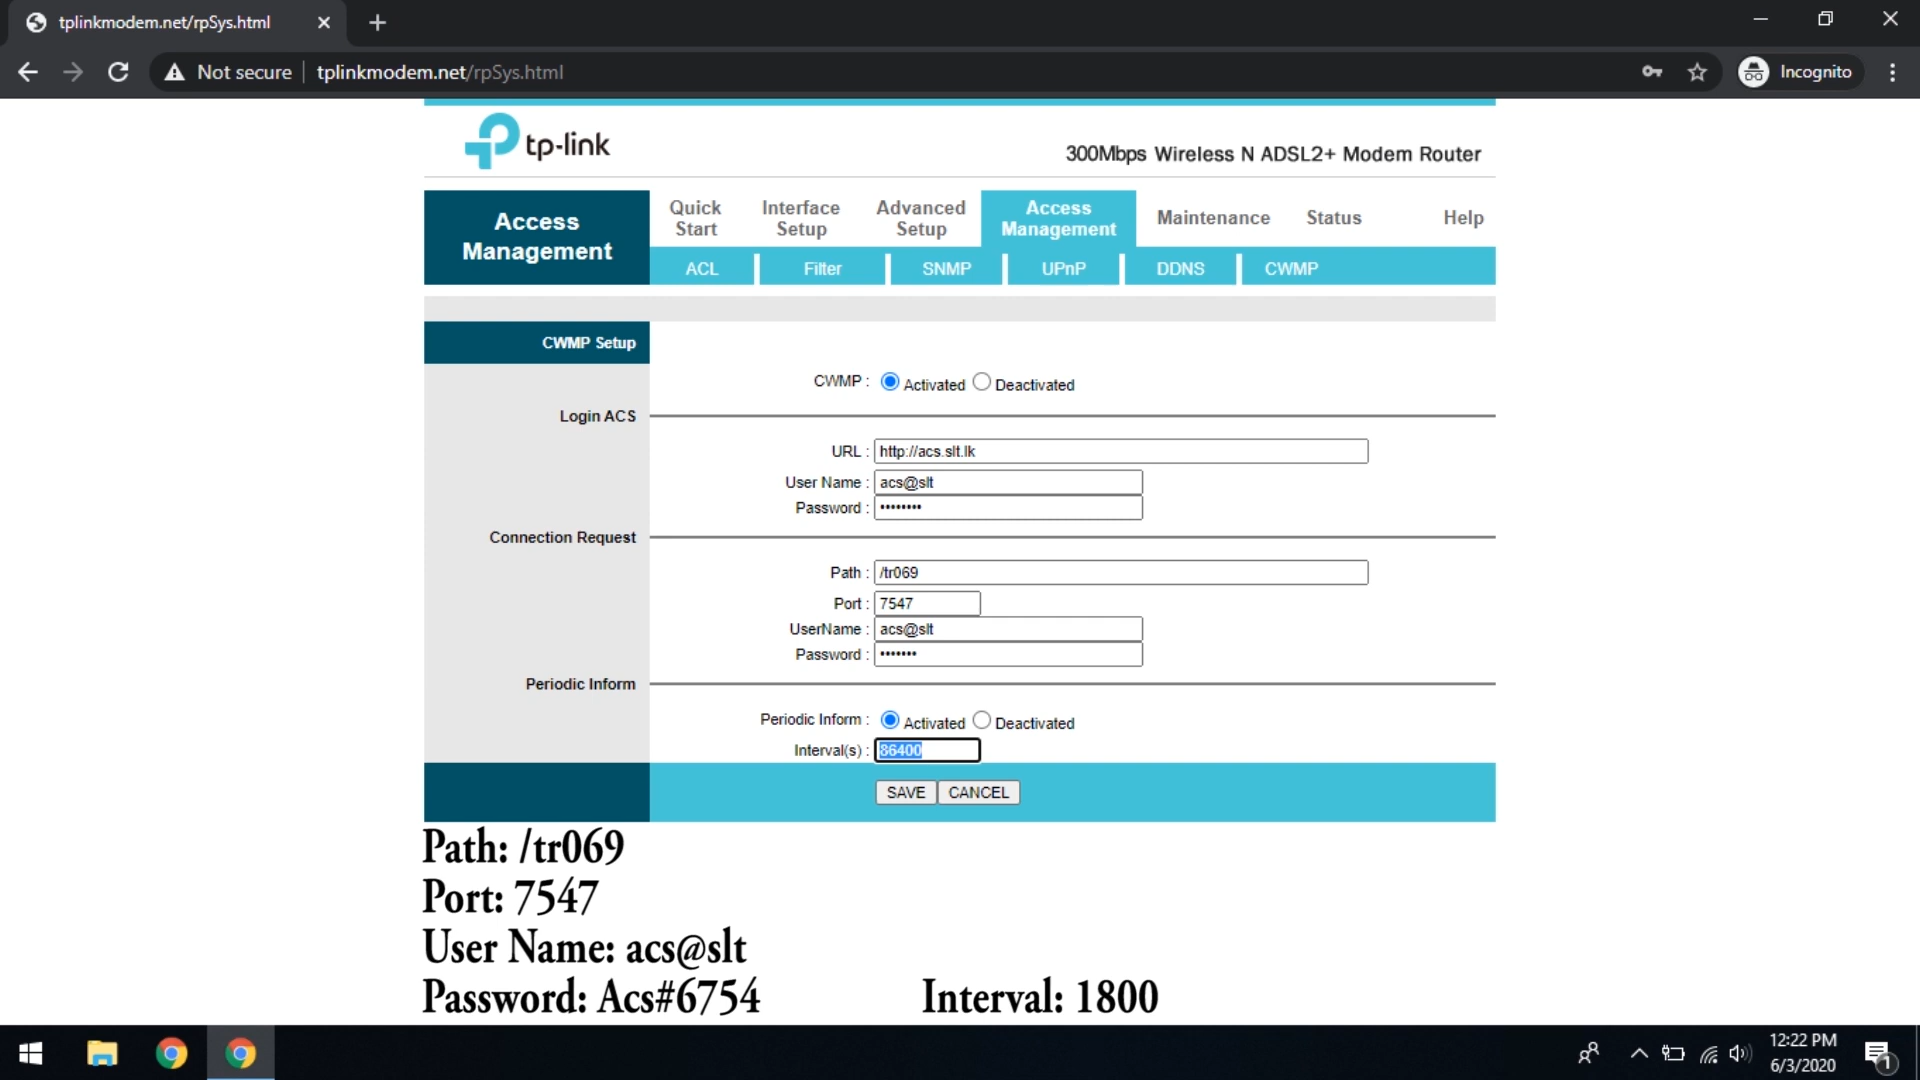 tplinkmodem.net/rpSys.html
Not secure tplinkmodem.net/rpSys.html Incognito
tp-link
300Mbps Wireless N ADSL2+ Modem Router
Access Management
Quick Start Interface Setup Advanced Setup Access Management Maintenance Status Help
ACL Filter SNMP UPnP DDNS CWMP
CWMP Setup
CWMP : Activated Deactivated
Login ACS
URL : http://acs.slt.lk
User Name : acs@slt
Password : ••••••••
Connection Request
Path : /tr069
Port : 7547
UserName : acs@slt
Password : •••••••
Periodic Inform
Periodic Inform : Activated Deactivated
Interval(s) : 86400
SAVE CANCEL
Path: /tr069
Port: 7547
User Name: acs@slt
Password: Acs#6754 Interval: 1800
12:22 PM
6/3/2020
1